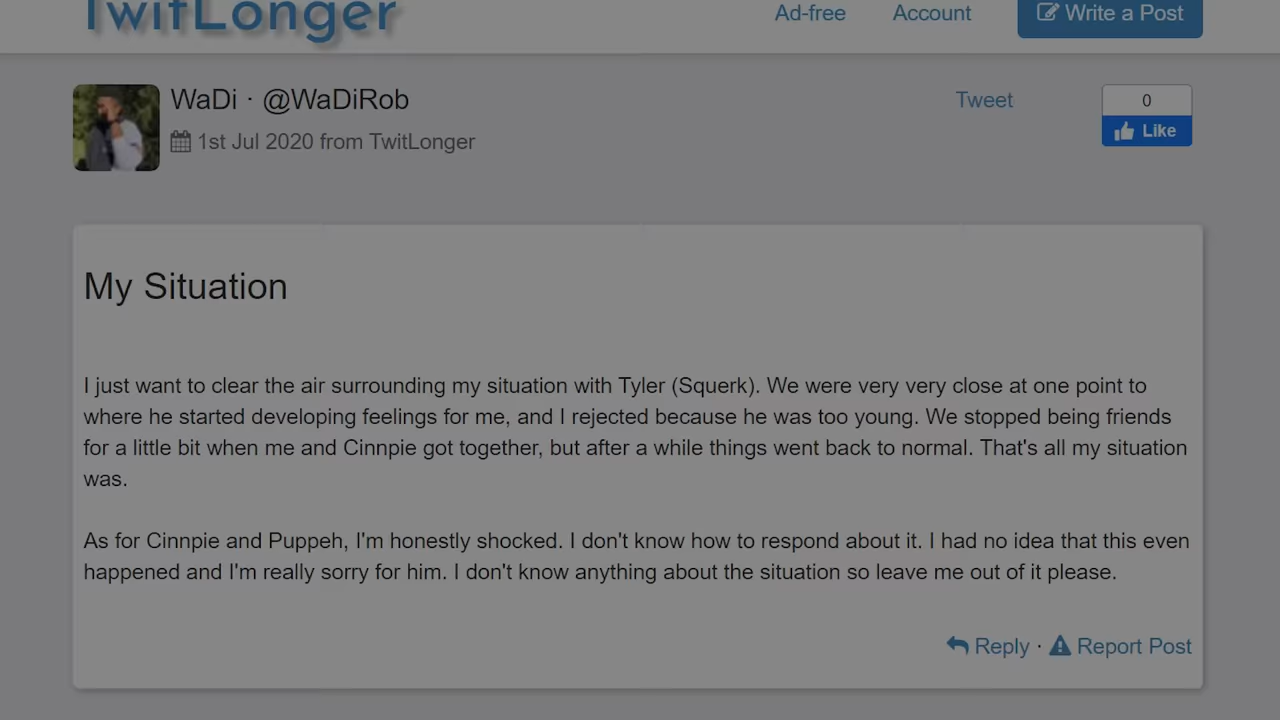 TwitLonger
Ad-free Account Write a Post
WaDi · @WaDiRob
1st Jul 2020 from TwitLonger
Tweet
0
Like
My Situation
I just want to clear the air surrounding my situation with Tyler (Squerk). We were very very close at one point to
where he started developing feelings for me, and I rejected because he was too young. We stopped being friends
for a little bit when me and Cinnpie got together, but after a while things went back to normal. That's all my situation
was.
As for Cinnpie and Puppeh, I'm honestly shocked. I don't know how to respond about it. I had no idea that this even
happened and I'm really sorry for him. I don't know anything about the situation so leave me out of it please.
Reply · Report Post